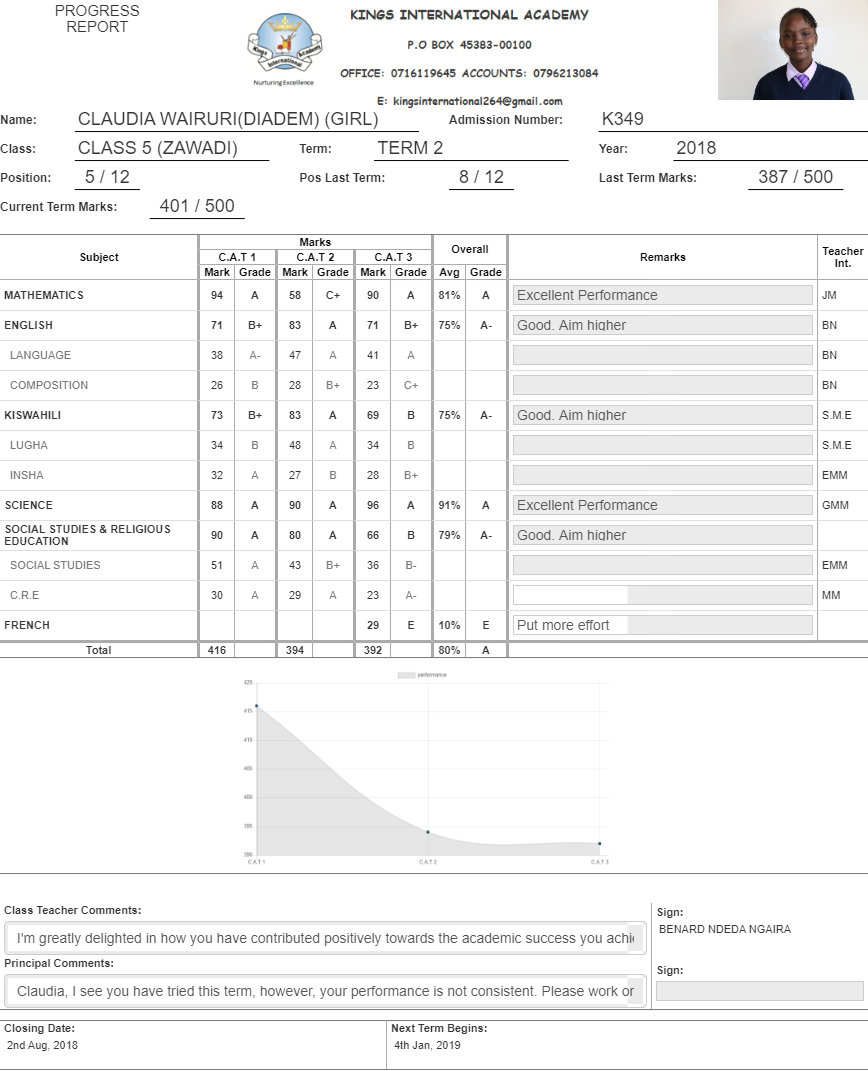 PROGRESS
REPORT
KINGS INTERNATIONAL ACADEMY
P.O BOX 45383-00100
OFFICE: 0716119645 ACCOUNTS: 0796213084
E: kingsinternational264@gmail.com
Kings International Academy
Nurturing Excellence
Name: CLAUDIA WAIRURI(DIADEM) (GIRL) Admission Number: K349
Class: CLASS 5 (ZAWADI) Term: TERM 2 Year: 2018
Position: 5 / 12 Pos Last Term: 8 / 12 Last Term Marks: 387 / 500
Current Term Marks: 401 / 500
Subject Marks Overall Remarks Teacher Int.
C.A.T 1 C.A.T 2 C.A.T 3
Mark Grade Mark Grade Mark Grade Avg Grade
MATHEMATICS 94 A 58 C+ 90 A 81% A Excellent Performance JM
ENGLISH 71 B+ 83 A 71 B+ 75% A- Good. Aim higher BN
LANGUAGE 38 A- 47 A 41 A BN
COMPOSITION 26 B 28 B+ 23 C+ BN
KISWAHILI 73 B+ 83 A 69 B 75% A- Good. Aim higher S.M.E
LUGHA 34 B 48 A 34 B S.M.E
INSHA 32 A 27 B 28 B+ EMM
SCIENCE 88 A 90 A 96 A 91% A Excellent Performance GMM
SOCIAL STUDIES & RELIGIOUS
EDUCATION 90 A 80 A 66 B 79% A- Good. Aim higher
SOCIAL STUDIES 51 A 43 B+ 36 B- EMM
C.R.E 30 A 29 A 23 A- MM
FRENCH 29 E 10% E Put more effort
Total 416 394 392 80% A
performance
420
415
410
405
400
395
390
C.A.T 1 C.A.T 2 C.A.T 3
Class Teacher Comments:
I'm greatly delighted in how you have contributed positively towards the academic success you achi
Sign:
BENARD NDEDA NGAIRA
Principal Comments:
Claudia, I see you have tried this term, however, your performance is not consistent. Please work or
Sign:
Closing Date:
2nd Aug, 2018
Next Term Begins:
4th Jan, 2019